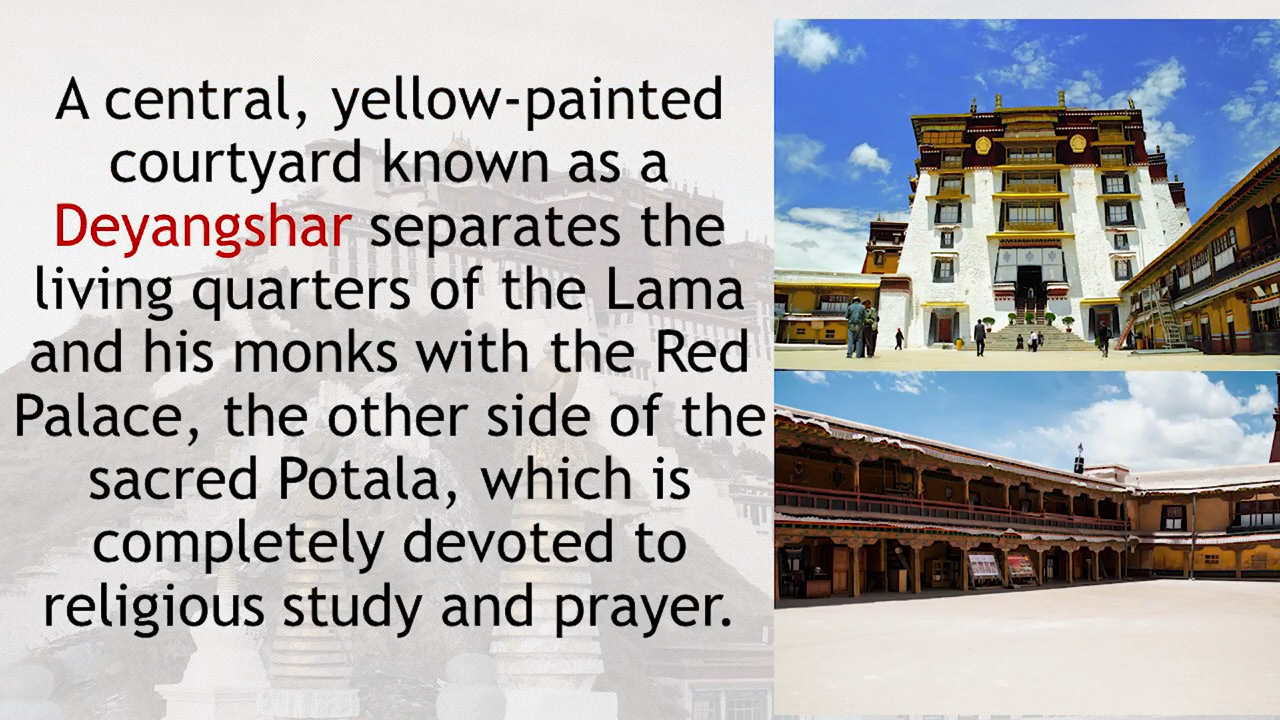 A central, yellow-painted
courtyard known as a
Deyangshar separates the
living quarters of the Lama
and his monks with the Red
Palace, the other side of the
sacred Potala, which is
completely devoted to
religious study and prayer.